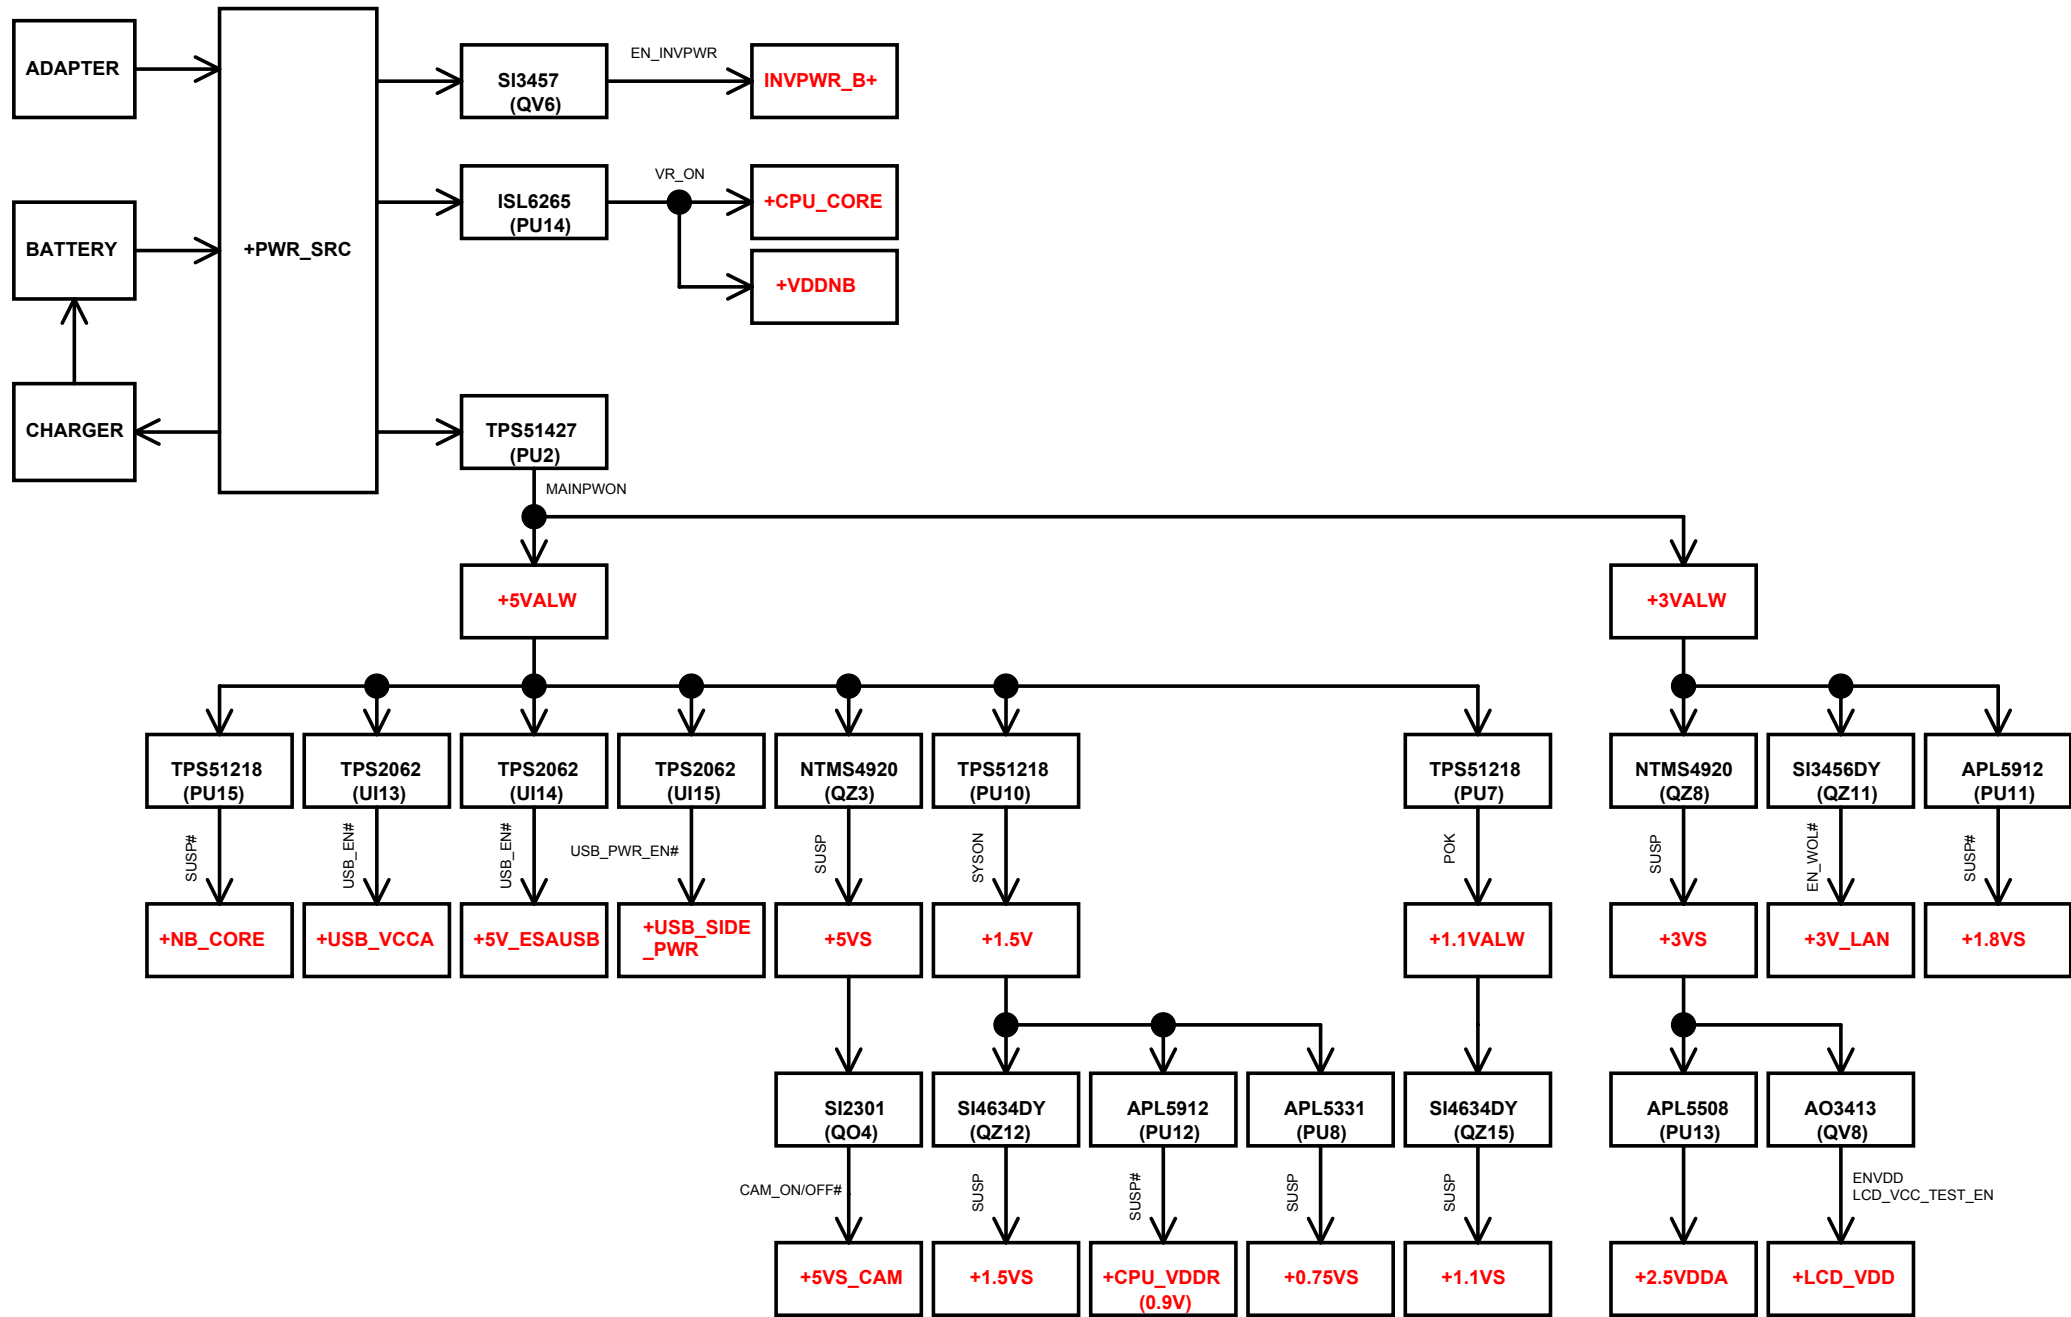 ADAPTER
+PWR_SRC
SI3457
(QV6)
EN_INVPWR
INVPWR_B+
BATTERY
ISL6265
(PU14)
VR_ON
+CPU_CORE
+VDDNB
CHARGER
TPS51427
(PU2)
MAINPWON
+5VALW
+3VALW
TPS51218
(PU15)
TPS2062
(UI13)
TPS2062
(UI14)
TPS2062
(UI15)
NTMS4920
(QZ3)
TPS51218
(PU10)
TPS51218
(PU7)
NTMS4920
(QZ8)
SI3456DY
(QZ11)
APL5912
(PU11)
SUSP#
USB_EN#
USB_EN#
USB_PWR_EN#
SUSP
SYSON
POK
SUSP
EN_WOL#
SUSP#
+NB_CORE
+USB_VCCA
+5V_ESAUSB
+USB_SIDE
_PWR
+5VS
+1.5V
+1.1VALW
+3VS
+3V_LAN
+1.8VS
SI2301
(QO4)
SI4634DY
(QZ12)
APL5912
(PU12)
APL5331
(PU8)
SI4634DY
(QZ15)
APL5508
(PU13)
AO3413
(QV8)
CAM_ON/OFF#
SUSP
SUSP#
SUSP
SUSP
ENVDD
LCD_VCC_TEST_EN
+5VS_CAM
+1.5VS
+CPU_VDDR
(0.9V)
+0.75VS
+1.1VS
+2.5VDDA
+LCD_VDD